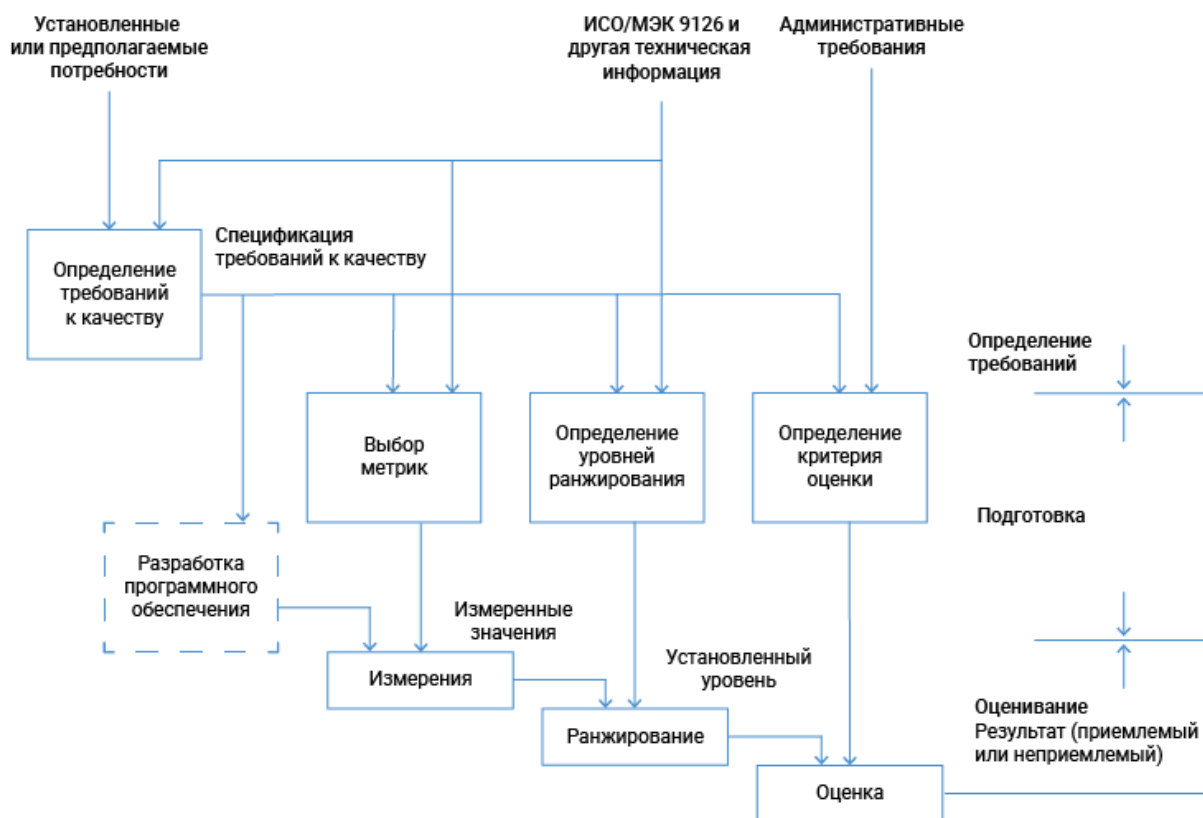 Установленные
или предполагаемые
потребности
ИСО/МЭК 9126 и
другая техническая
информация
Административные
требования
Спецификация
требований к качеству
Определение
требований
к качеству
Определение
требований
Выбор
метрик
Определение
уровней
ранжирования
Определение
критерия
оценки
Подготовка
Разработка
программного
обеспечения
Измеренные
значения
Измерения
Установленный
уровень
Ранжирование
Оценивание
Результат (приемлемый
или неприемлемый)
Оценка